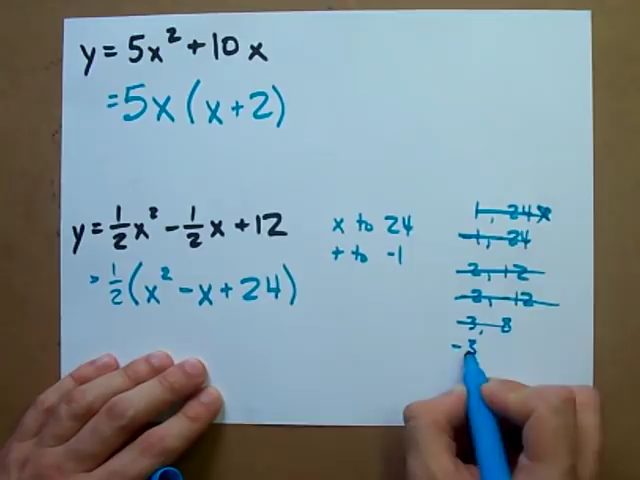 y = 5x² + 10x
= 5x(x+2)
y = 1/2x² - 1/2x + 12
= 1/2(x² - x + 24)
x to 24
+ to -1
1, 24
-1, -24
2, 12
-2, -12
3, 8
-3